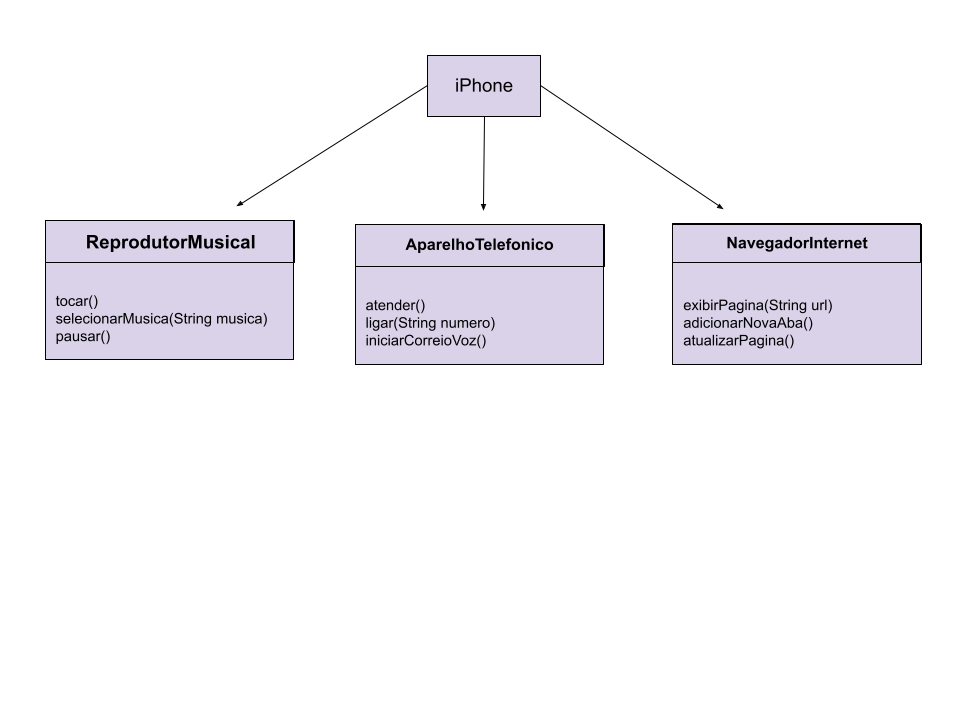 iPhone
ReprodutorMusical
tocar()
selecionarMusica(String musica)
pausar()
AparelhoTelefonico
atender()
ligar(String numero)
iniciarCorreioVoz()
NavegadorInternet
exibirPagina(String url)
adicionarNovaAba()
atualizarPagina()